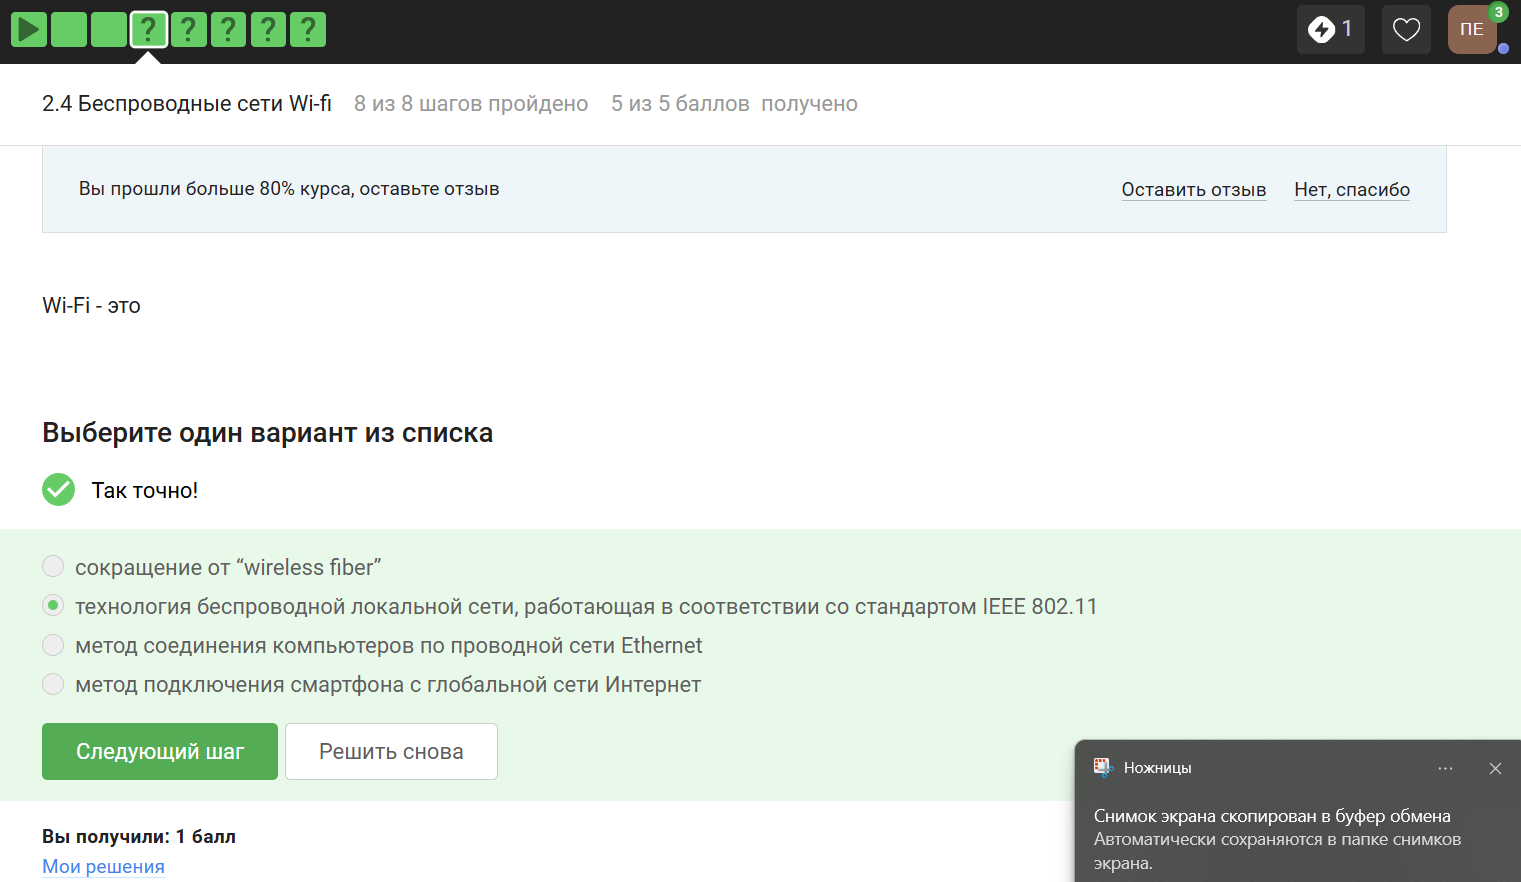 ? ? ? ? ?
1
ПЕ
3
2.4 Беспроводные сети Wi-fi 8 из 8 шагов пройдено 5 из 5 баллов получено
Вы прошли больше 80% курса, оставьте отзыв
Оставить отзыв Нет, спасибо
Wi-Fi - это
Выберите один вариант из списка
Так точно!
сокращение от “wireless fiber”
технология беспроводной локальной сети, работающая в соответствии со стандартом IEEE 802.11
метод соединения компьютеров по проводной сети Ethernet
метод подключения смартфона с глобальной сети Интернет
Следующий шаг Решить снова
Вы получили: 1 балл
Мои решения
Ножницы
Снимок экрана скопирован в буфер обмена
Автоматически сохраняются в папке снимков
экрана.